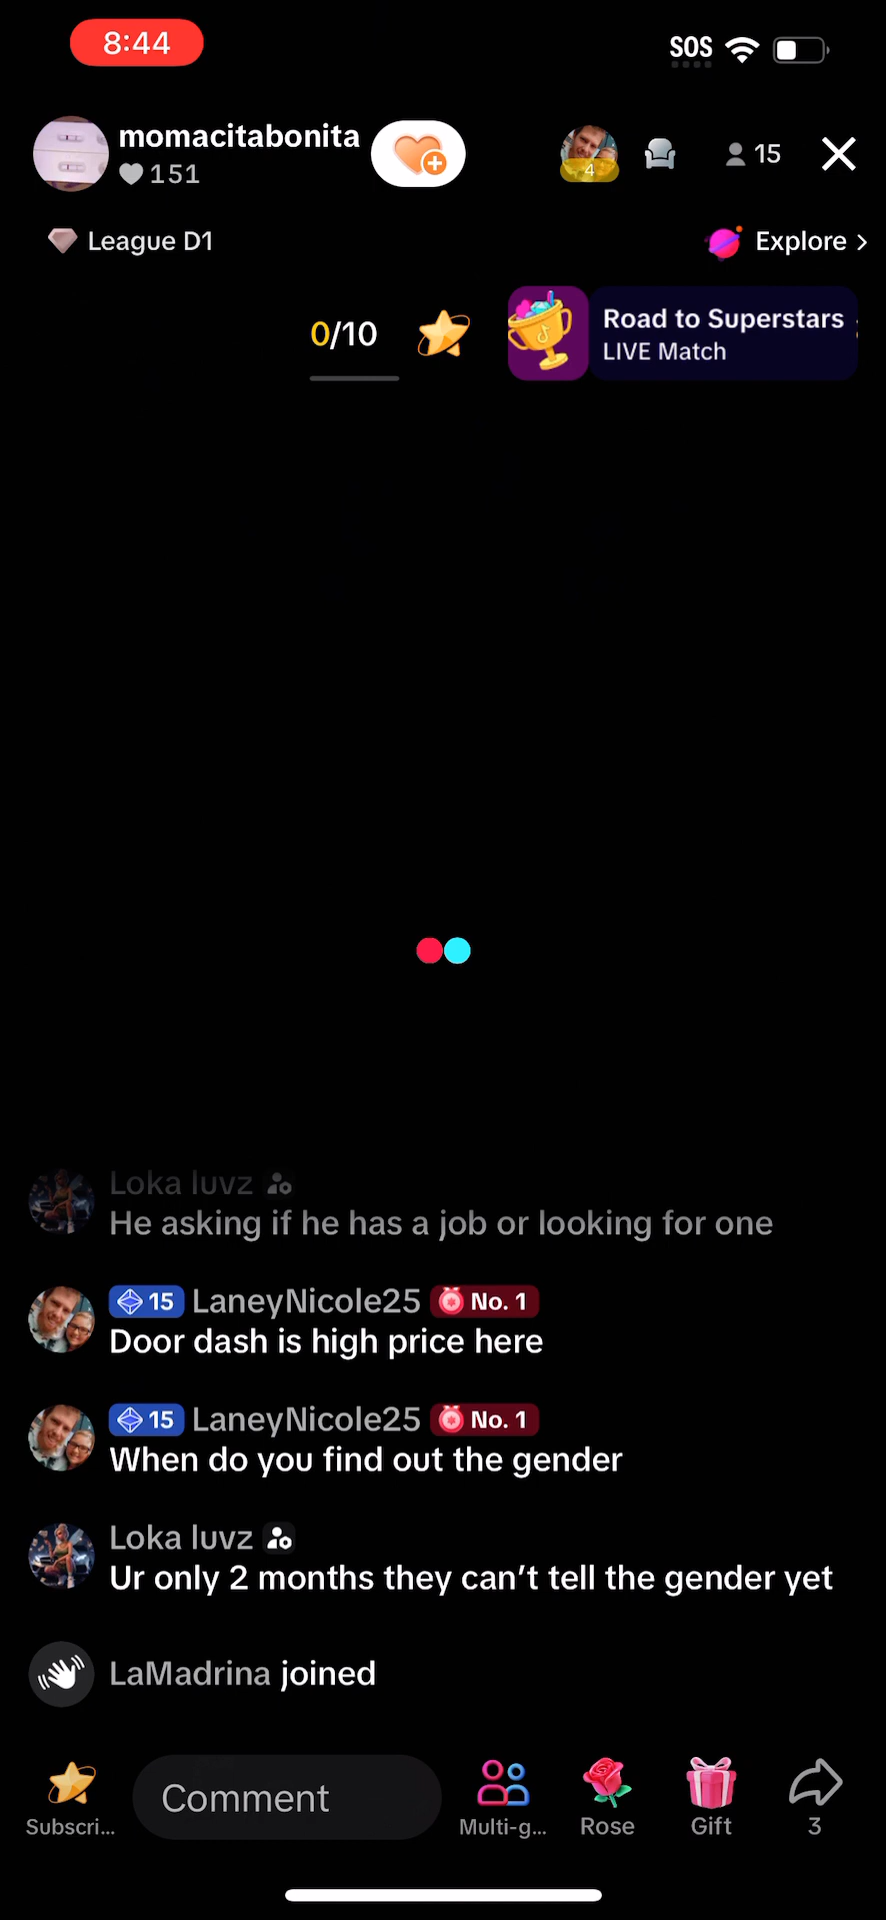 8:44
SOS
momacitabonita
151
4
15
League D1
Explore >
0/10
Road to Superstars
LIVE Match
Loka luvz
He asking if he has a job or looking for one
15 LaneyNicole25 No. 1
Door dash is high price here
15 LaneyNicole25 No. 1
When do you find out the gender
Loka luvz
Ur only 2 months they can’t tell the gender yet
LaMadrina joined
Comment
Subscri...
Multi-g...
Rose
Gift
3